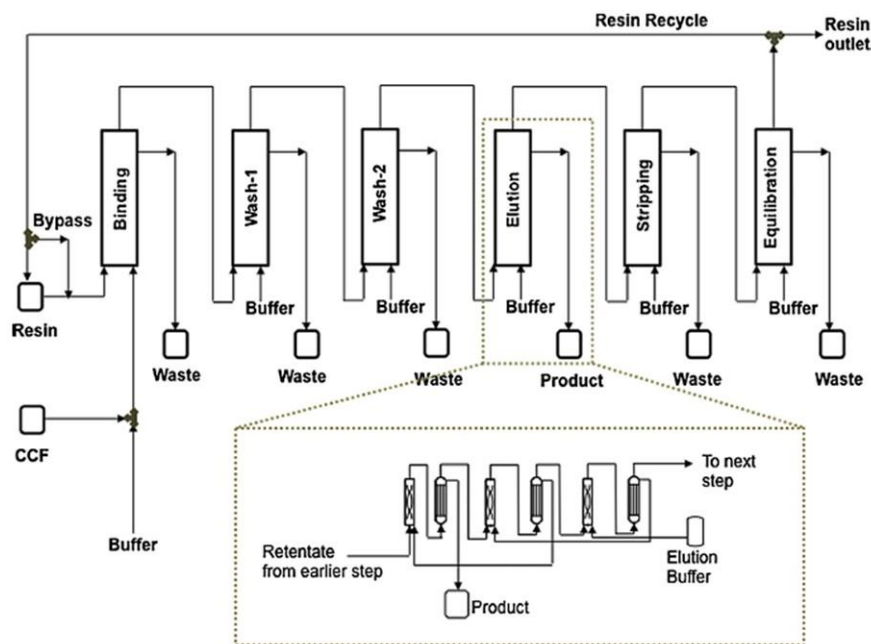 Resin Recycle
Resin
outlet
Binding
Wash-1
Wash-2
Elution
Stripping
Equilibration
Bypass
Resin
Buffer
Buffer
Buffer
Buffer
Buffer
Waste
Waste
Waste
Product
Waste
Waste
CCF
Buffer
To next
step
Retentate
from earlier step
Elution
Buffer
Product